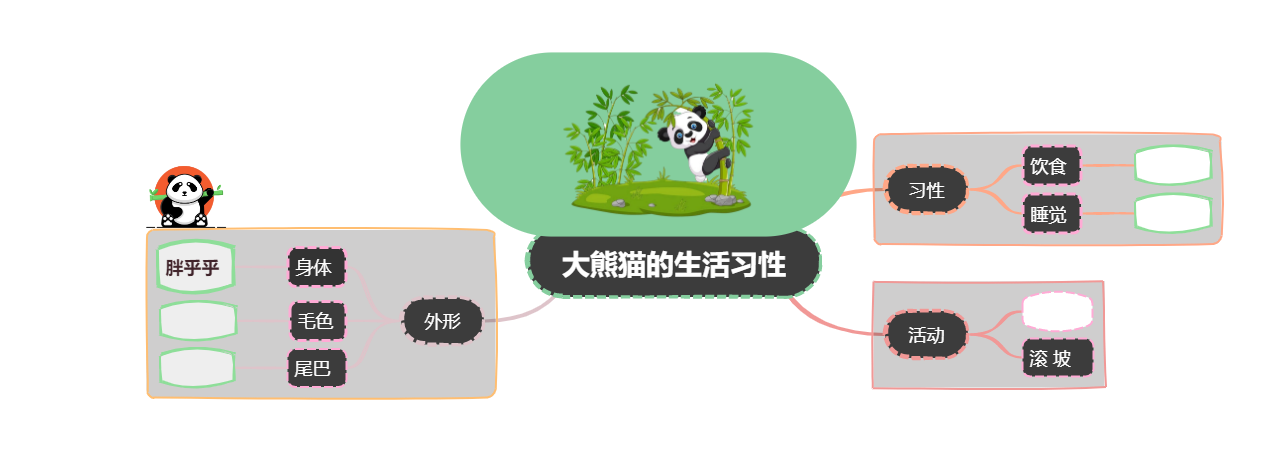 大熊猫的生活习性
外形
身体
胖乎乎
毛色
尾巴
习性
饮食
睡觉
活动
滚 坡